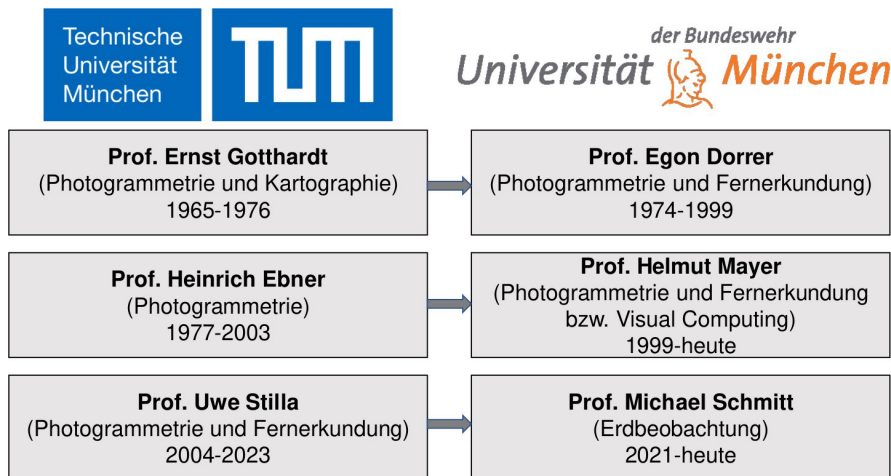 Technische
Universität
München
TUM
der Bundeswehr
Universität München
Prof. Ernst Gotthardt
(Photogrammetrie und Kartographie)
1965-1976
Prof. Egon Dorrer
(Photogrammetrie und Fernerkundung)
1974-1999
Prof. Heinrich Ebner
(Photogrammetrie)
1977-2003
Prof. Helmut Mayer
(Photogrammetrie und Fernerkundung
bzw. Visual Computing)
1999-heute
Prof. Uwe Stilla
(Photogrammetrie und Fernerkundung)
2004-2023
Prof. Michael Schmitt
(Erdbeobachtung)
2021-heute